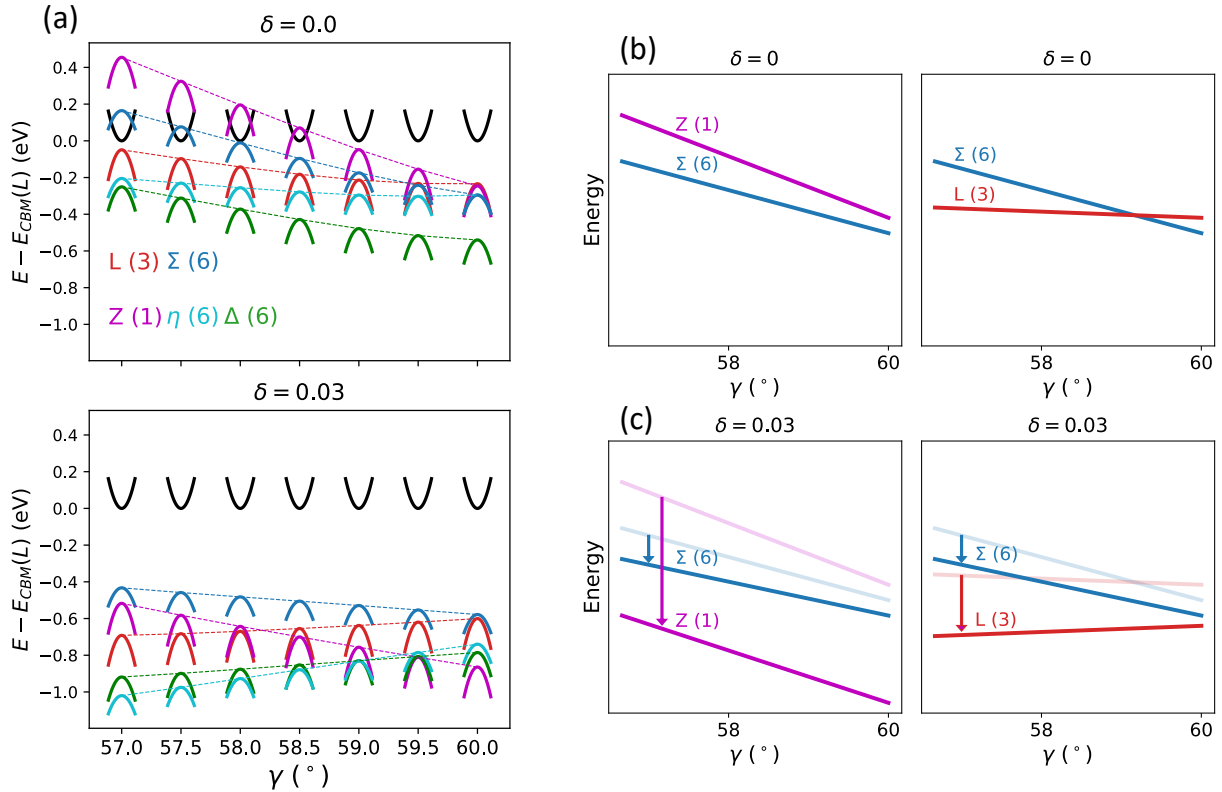 (a)
δ = 0.0
E − E_CBM(L) (eV)
0.4
0.2
0.0
−0.2
−0.4
−0.6
−0.8
−1.0
L (3) Σ (6)
Z (1) η (6) Δ (6)
δ = 0.03
E − E_CBM(L) (eV)
0.4
0.2
0.0
−0.2
−0.4
−0.6
−0.8
−1.0
57.0 57.5 58.0 58.5 59.0 59.5 60.0
γ (°)
(b)
δ = 0
Energy
Z (1)
Σ (6)
58 60
γ (°)
δ = 0
Σ (6)
L (3)
58 60
γ (°)
(c)
δ = 0.03
Energy
Σ (6)
Z (1)
58 60
γ (°)
δ = 0.03
Σ (6)
L (3)
58 60
γ (°)